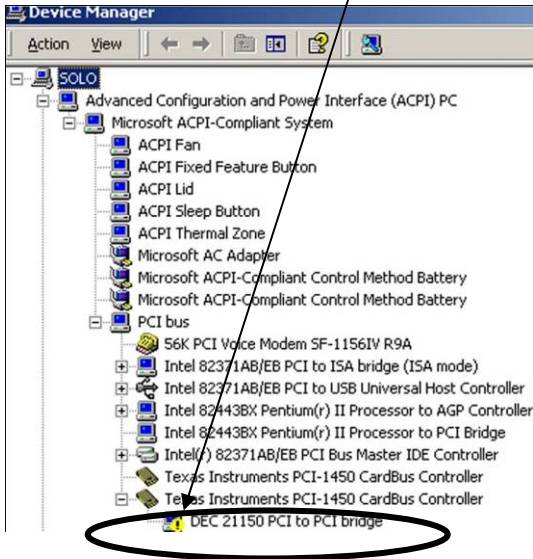 Device Manager
Action View
SOLO
Advanced Configuration and Power Interface (ACPI) PC
Microsoft ACPI-Compliant System
ACPI Fan
ACPI Fixed Feature Button
ACPI Lid
ACPI Sleep Button
ACPI Thermal Zone
Microsoft AC Adapter
Microsoft ACPI-Compliant Control Method Battery
Microsoft ACPI-Compliant Control Method Battery
PCI bus
56K PCI Voice Modem SF-1156IV R9A
Intel 82371AB/EB PCI to ISA bridge (ISA mode)
Intel 82371AB/EB PCI to USB Universal Host Controller
Intel 82443BX Pentium(r) II Processor to AGP Controller
Intel 82443BX Pentium(r) II Processor to PCI Bridge
Intel(r) 82371AB/EB PCI Bus Master IDE Controller
Texas Instruments PCI-1450 CardBus Controller
Texas Instruments PCI-1450 CardBus Controller
DEC 21150 PCI to PCI bridge